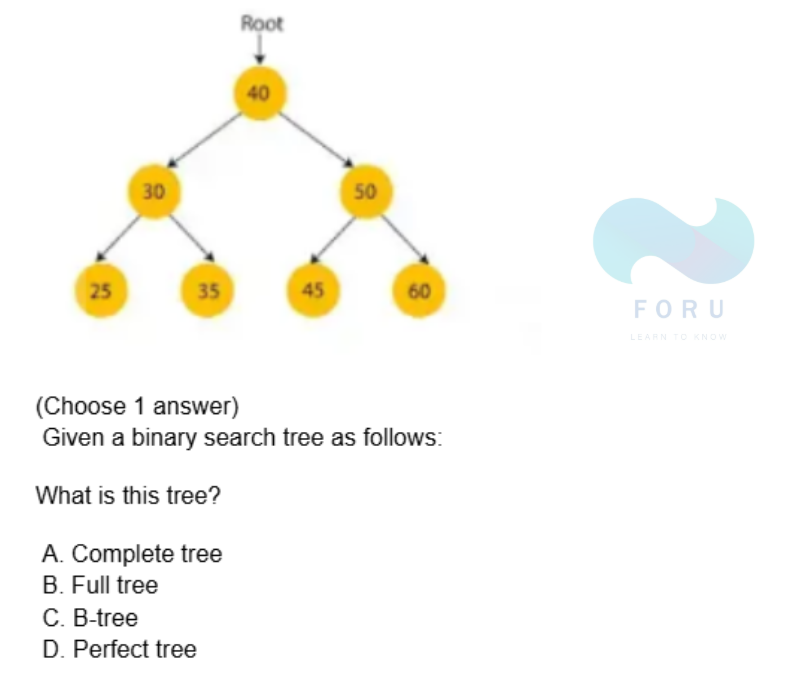 Root
40
30
50
25
35
45
60
FORU
LEARN TO KNOW
(Choose 1 answer)
Given a binary search tree as follows:
What is this tree?
A. Complete tree
B. Full tree
C. B-tree
D. Perfect tree